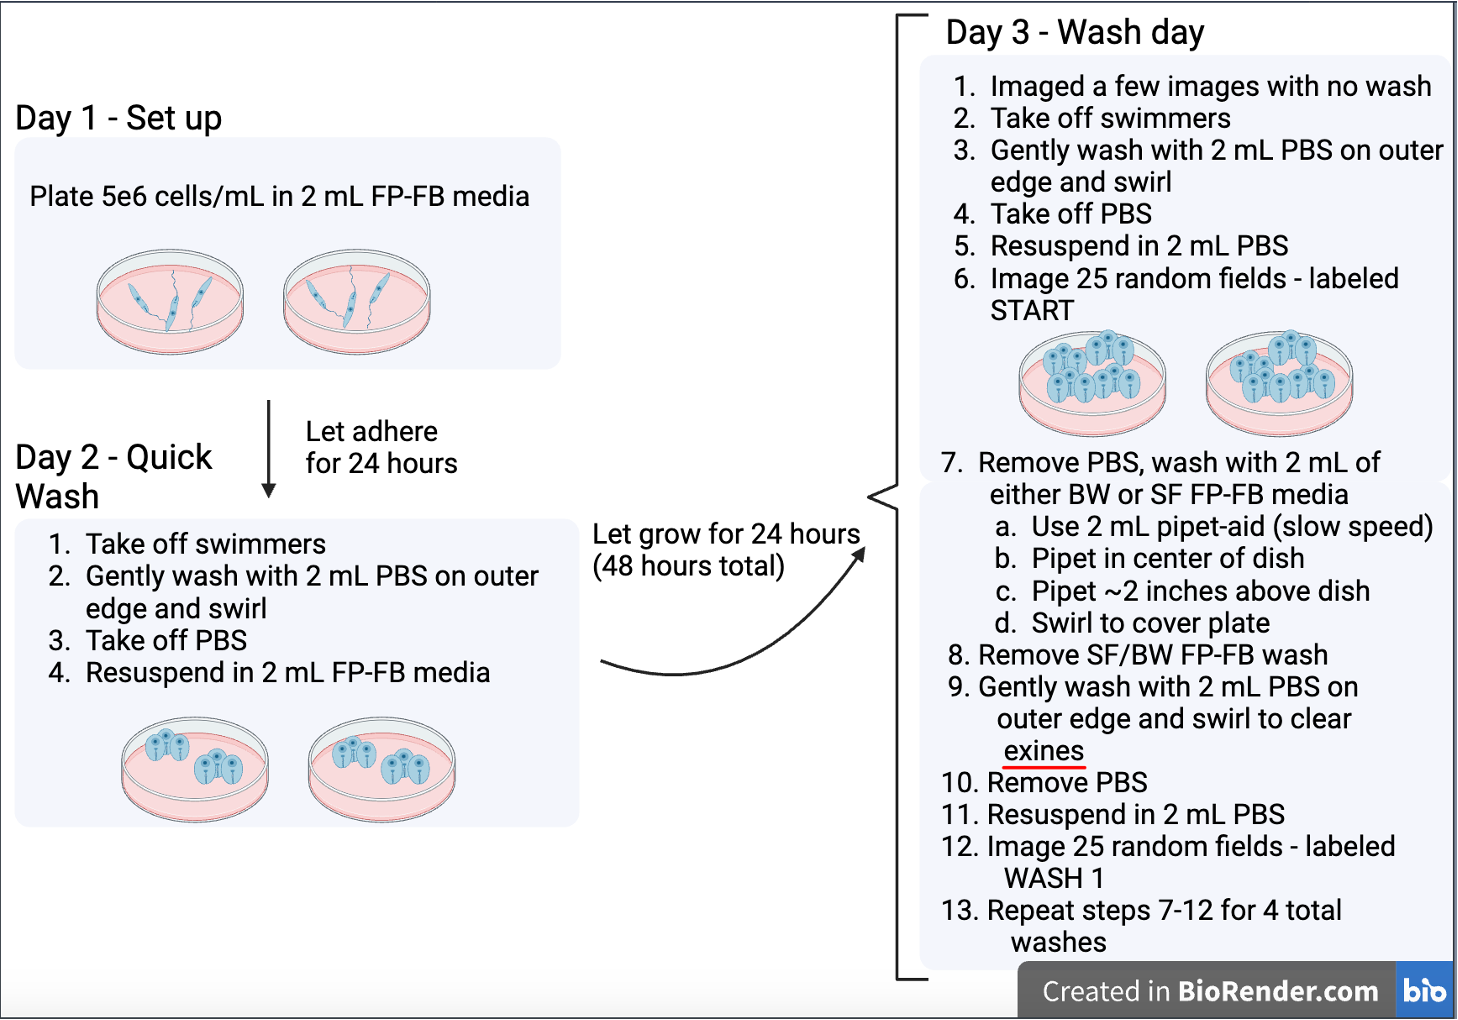 Day 1 - Set up
Plate 5e6 cells/mL in 2 mL FP-FB media
Let adhere
for 24 hours
Day 2 - Quick
Wash
1. Take off swimmers
2. Gently wash with 2 mL PBS on outer
edge and swirl
3. Take off PBS
4. Resuspend in 2 mL FP-FB media
Let grow for 24 hours
(48 hours total)
Day 3 - Wash day
1. Imaged a few images with no wash
2. Take off swimmers
3. Gently wash with 2 mL PBS on outer
edge and swirl
4. Take off PBS
5. Resuspend in 2 mL PBS
6. Image 25 random fields - labeled
START
7. Remove PBS, wash with 2 mL of
either BW or SF FP-FB media
a. Use 2 mL pipet-aid (slow speed)
b. Pipet in center of dish
c. Pipet ~2 inches above dish
d. Swirl to cover plate
8. Remove SF/BW FP-FB wash
9. Gently wash with 2 mL PBS on
outer edge and swirl to clear
exines
10. Remove PBS
11. Resuspend in 2 mL PBS
12. Image 25 random fields - labeled
WASH 1
13. Repeat steps 7-12 for 4 total
washes
Created in BioRender.com bio